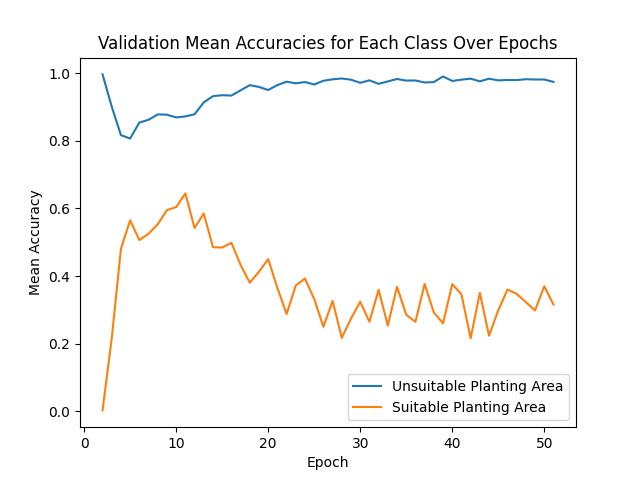 Validation Mean Accuracies for Each Class Over Epochs
Mean Accuracy
1.0
0.8
0.6
0.4
0.2
0.0
Unsuitable Planting Area
Suitable Planting Area
0 10 20 30 40 50
Epoch